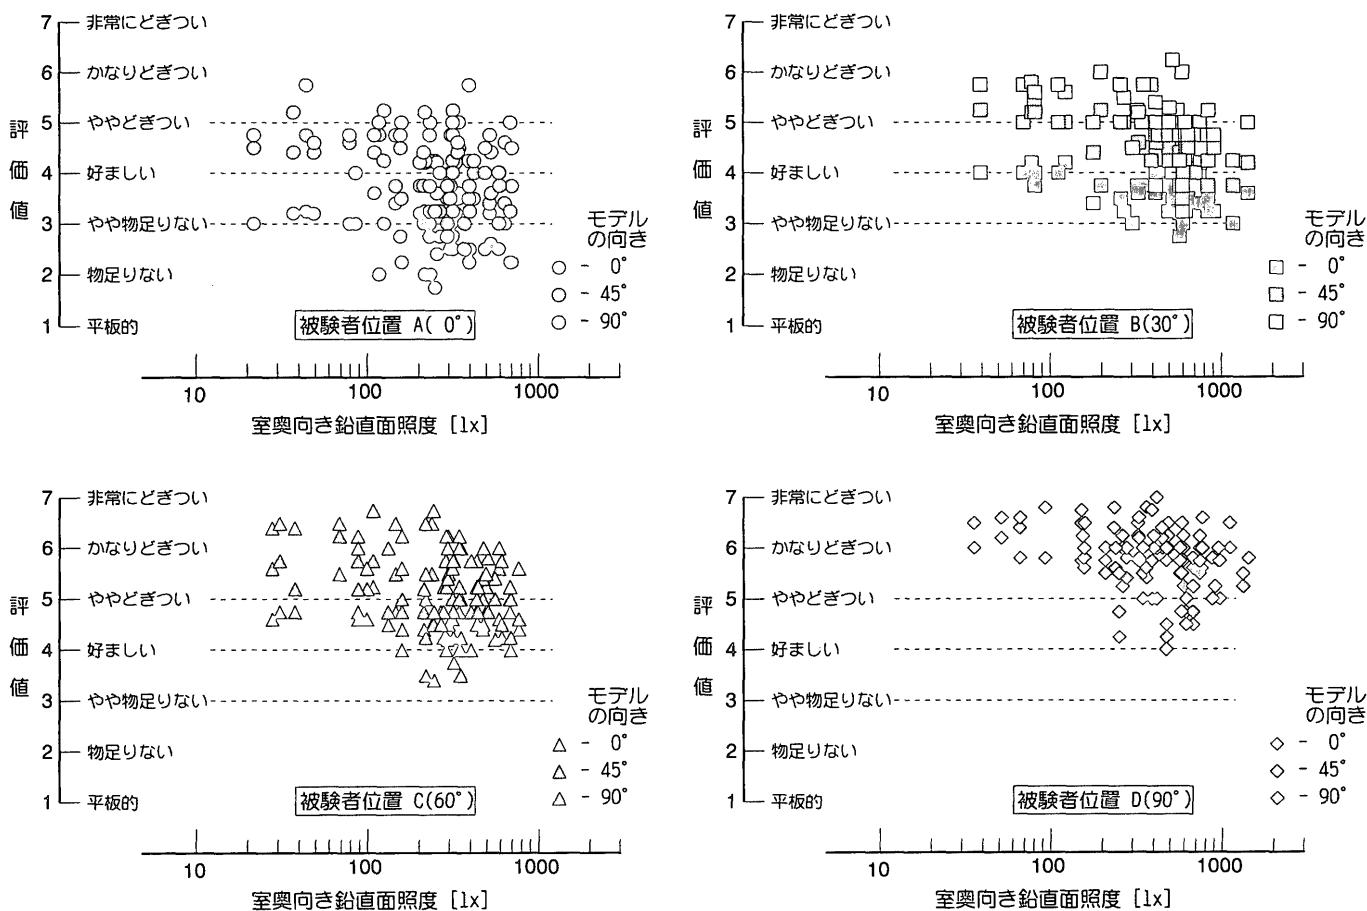 7 非常にどぎつい
6 かなりどぎつい
5 ややどぎつい
4 好ましい
3 やや物足りない
2 物足りない
1 平板的
評価値
モデルの向き
○ - 0°
○ - 45°
○ - 90°
被験者位置 A( 0°)
10 100 1000
室奥向き鉛直面照度 [lx]
7 非常にどぎつい
6 かなりどぎつい
5 ややどぎつい
4 好ましい
3 やや物足りない
2 物足りない
1 平板的
評価値
モデルの向き
□ - 0°
□ - 45°
□ - 90°
被験者位置 B(30°)
10 100 1000
室奥向き鉛直面照度 [lx]
7 非常にどぎつい
6 かなりどぎつい
5 ややどぎつい
4 好ましい
3 やや物足りない
2 物足りない
1 平板的
評価値
モデルの向き
△ - 0°
△ - 45°
△ - 90°
被験者位置 C(60°)
10 100 1000
室奥向き鉛直面照度 [lx]
7 非常にどぎつい
6 かなりどぎつい
5 ややどぎつい
4 好ましい
3 やや物足りない
2 物足りない
1 平板的
評価値
モデルの向き
◇ - 0°
◇ - 45°
◇ - 90°
被験者位置 D(90°)
10 100 1000
室奥向き鉛直面照度 [lx]